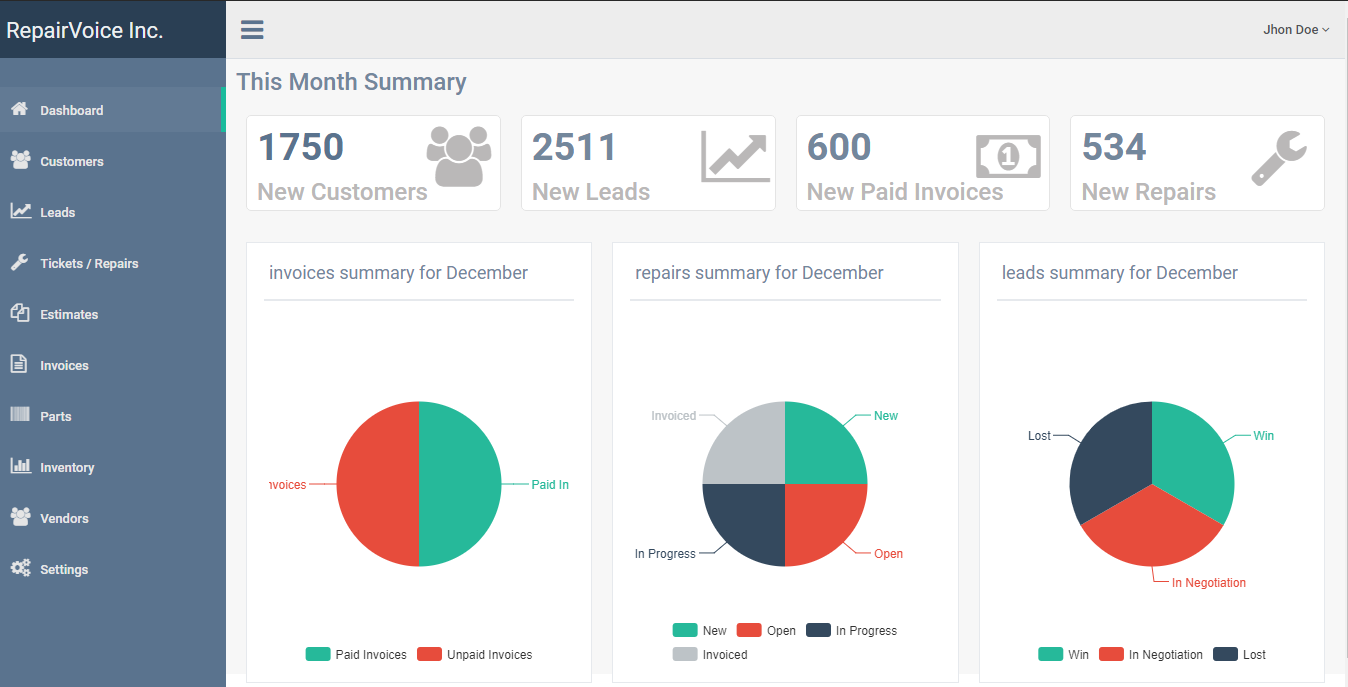 RepairVoice Inc.
Jhon Doe
Dashboard
Customers
Leads
Tickets / Repairs
Estimates
Invoices
Parts
Inventory
Vendors
Settings
This Month Summary
1750
New Customers
2511
New Leads
600
New Paid Invoices
1
534
New Repairs
invoices summary for December
nvoices
Paid In
Paid Invoices Unpaid Invoices
repairs summary for December
Invoiced New
In Progress Open
New Open In Progress
Invoiced
leads summary for December
Lost Win
In Negotiation
Win In Negotiation Lost